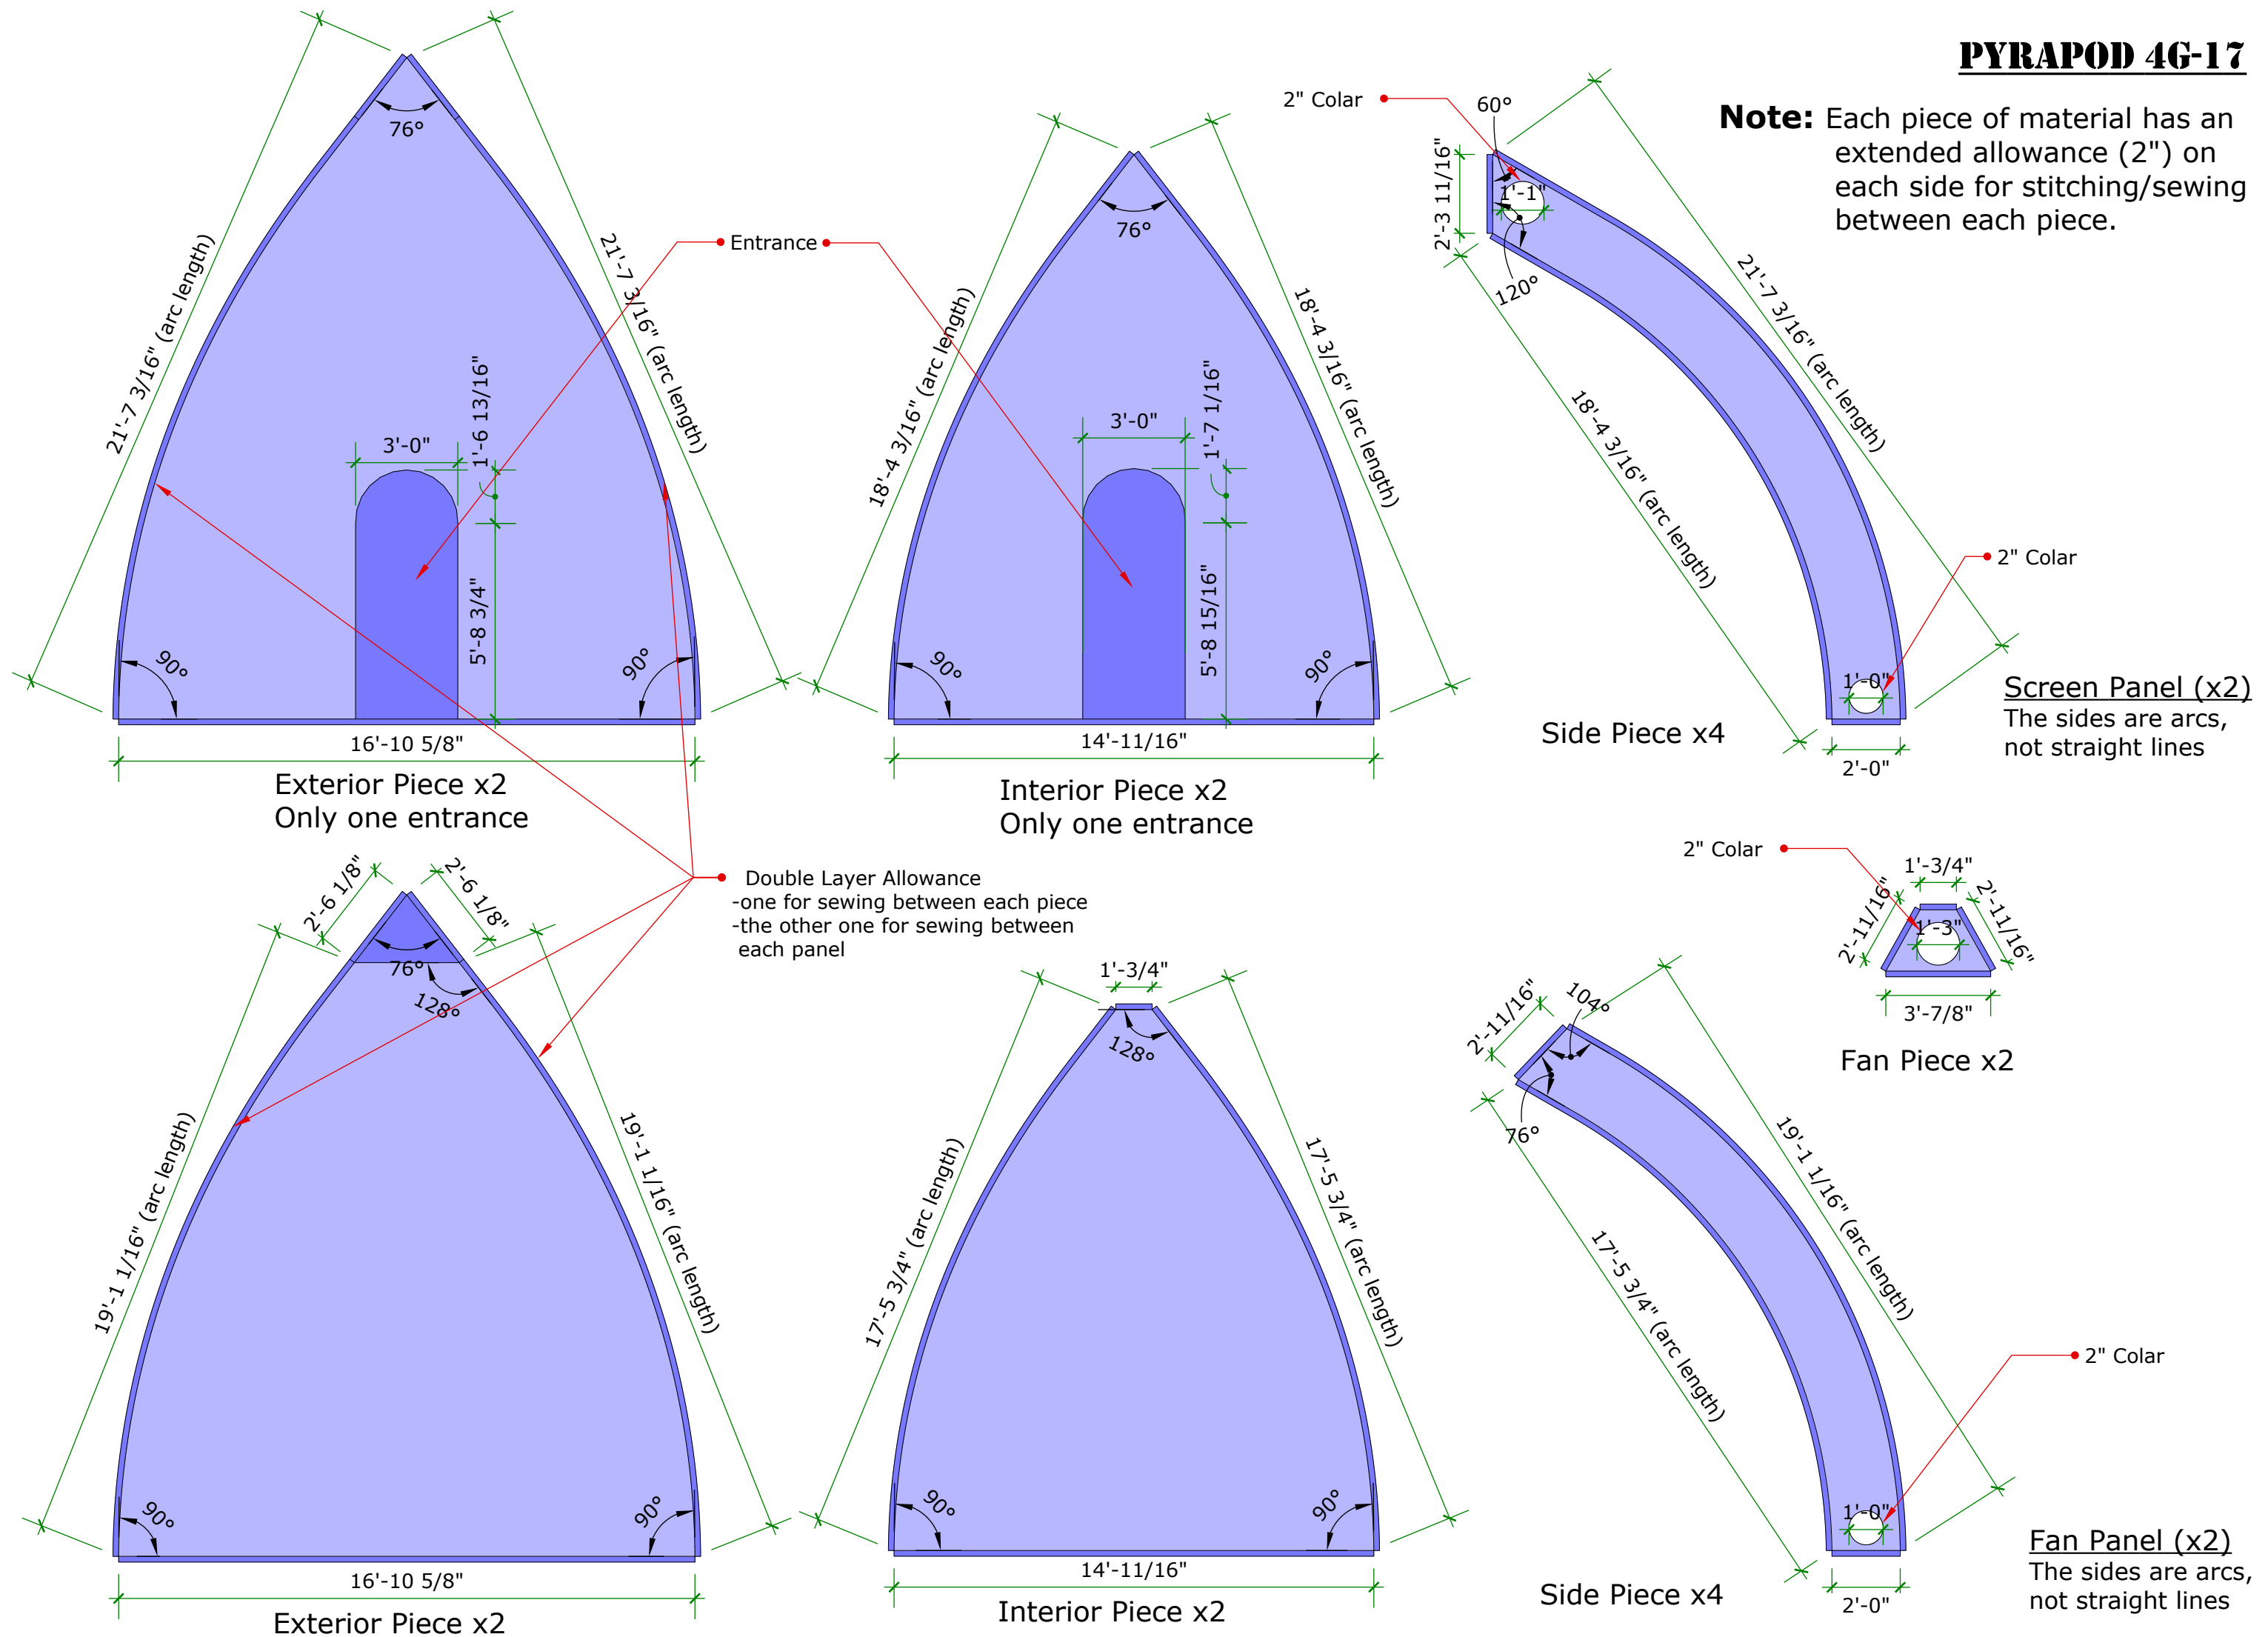 PYRAPOD 4G-17
Note: Each piece of material has an
extended allowance (2") on
each side for stitching/sewing
between each piece.
76°
21'-7 3/16" (arc length)
21'-7 3/16" (arc length)
3'-0"
1'-6 13/16"
5'-8 3/4"
90°
90°
16'-10 5/8"
Exterior Piece x2
Only one entrance
Entrance
76°
18'-4 3/16" (arc length)
18'-4 3/16" (arc length)
3'-0"
1'-7 1/16"
5'-8 15/16"
90°
90°
14'-11/16"
Interior Piece x2
Only one entrance
2" Colar
60°
2'-3 11/16"
1'-1"
120°
21'-7 3/16" (arc length)
18'-4 3/16" (arc length)
2" Colar
1'-0"
2'-0"
Side Piece x4
Screen Panel (x2)
The sides are arcs,
not straight lines
2'-6 1/8"
2'-6 1/8"
76°
128°
19'-1 1/16" (arc length)
19'-1 1/16" (arc length)
90°
90°
16'-10 5/8"
Exterior Piece x2
Double Layer Allowance
-one for sewing between each piece
-the other one for sewing between
each panel
1'-3/4"
128°
17'-5 3/4" (arc length)
17'-5 3/4" (arc length)
90°
90°
14'-11/16"
Interior Piece x2
2" Colar
1'-3/4"
2'-11/16"
2'-11/16"
1'-3"
3'-7/8"
Fan Piece x2
2'-11/16"
104°
76°
19'-1 1/16" (arc length)
17'-5 3/4" (arc length)
2" Colar
1'-0"
2'-0"
Side Piece x4
Fan Panel (x2)
The sides are arcs,
not straight lines